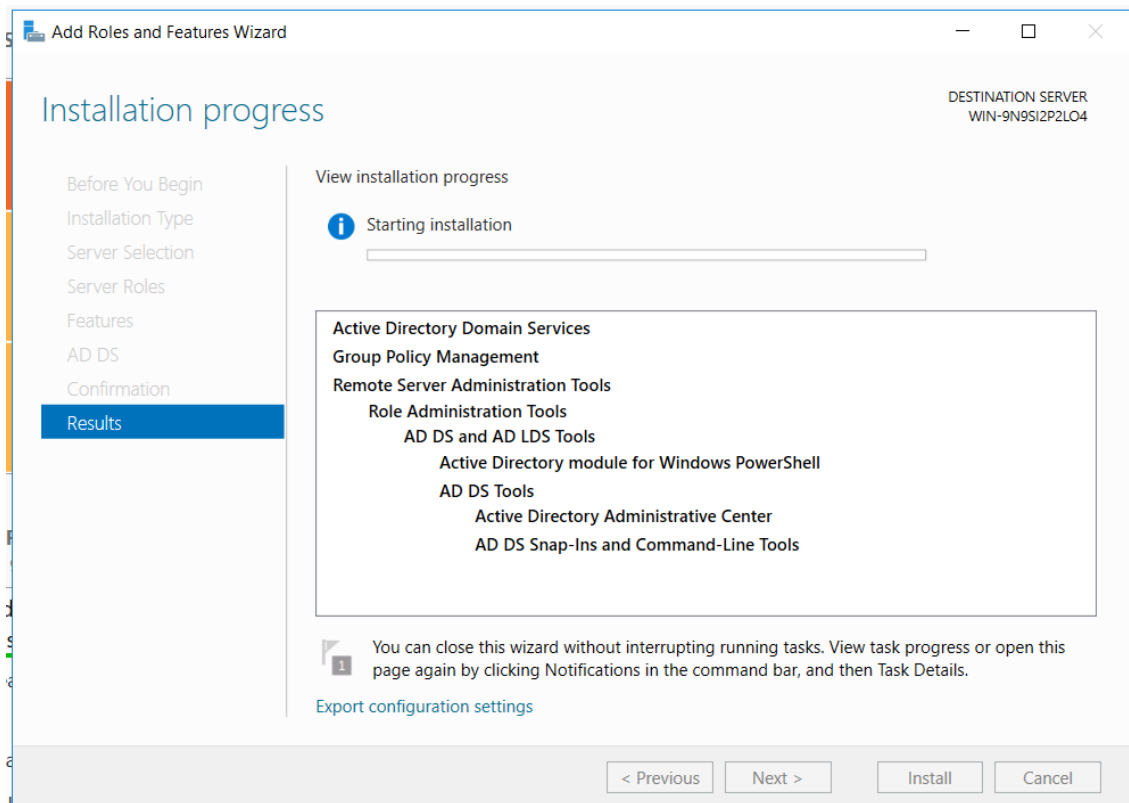 Add Roles and Features Wizard
Installation progress
DESTINATION SERVER
WIN-9N9SI2P2LO4
Before You Begin
Installation Type
Server Selection
Server Roles
Features
AD DS
Confirmation
Results
View installation progress
Starting installation
Active Directory Domain Services
Group Policy Management
Remote Server Administration Tools
Role Administration Tools
AD DS and AD LDS Tools
Active Directory module for Windows PowerShell
AD DS Tools
Active Directory Administrative Center
AD DS Snap-Ins and Command-Line Tools
1
You can close this wizard without interrupting running tasks. View task progress or open this
page again by clicking Notifications in the command bar, and then Task Details.
Export configuration settings
< Previous
Next >
Install
Cancel